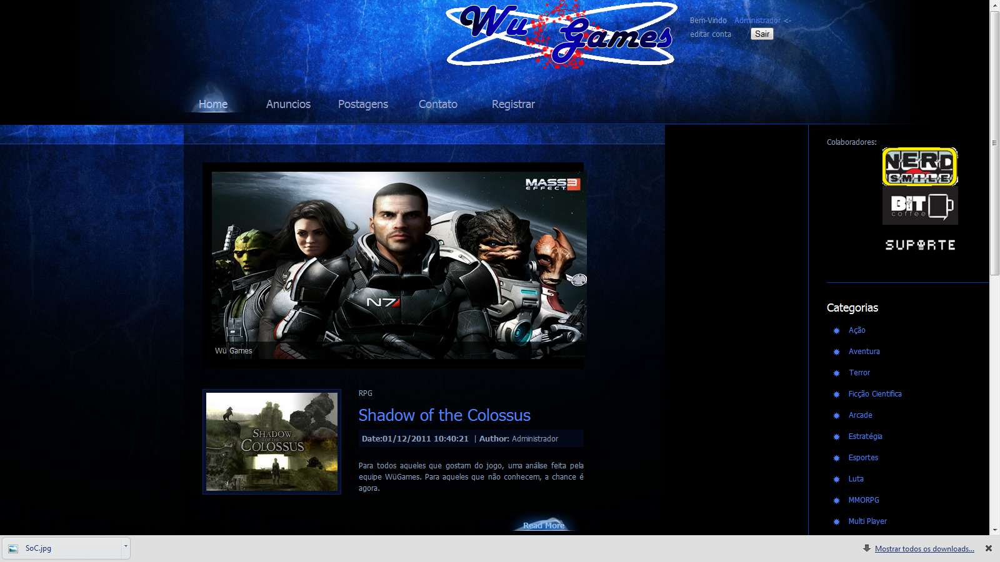 Wü Games
Bem-Vindo Administrador <-
editar conta Sair
Home Anuncios Postagens Contato Registrar
Colaboradores:
NERD
SMILE
BIT
coffee
SUPORTE
MASS 3
EFFECT
N7
Wü Games
Categorias
Ação
Aventura
Terror
Ficção Cientifica
Arcade
Estratégia
Esportes
Luta
MMORPG
Multi Player
SHADOW
OF THE
COLOSSUS
RPG
Shadow of the Colossus
Date:01/12/2011 10:40:21 | Author: Administrador
Para todos aqueles que gostam do jogo, uma análise feita pela
equipe WüGames. Para aqueles que não conhecem, a chance é
agora.
Read More
SoC.jpg
Mostrar todos os downloads...